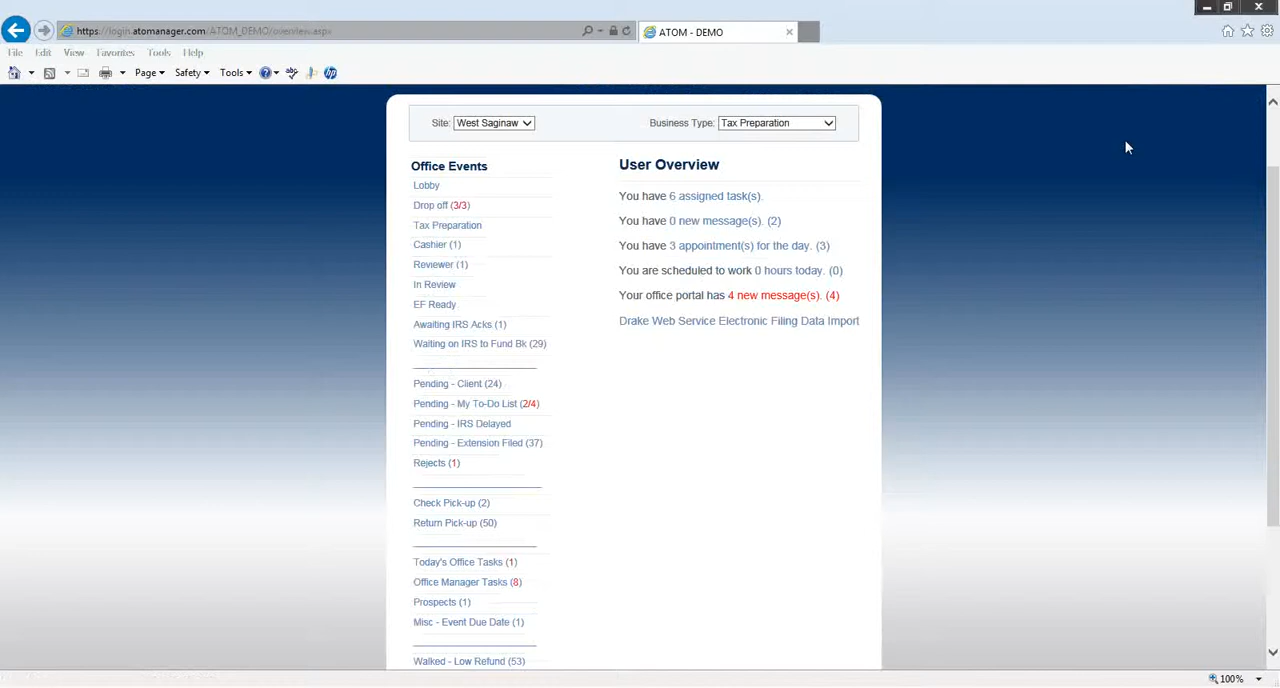 https://login.atomanager.com/ATOM_DEMO/overview.aspx
ATOM - DEMO
File Edit View Favorites Tools Help
Page Safety Tools
Site: West Saginaw Business Type: Tax Preparation
Office Events
Lobby
Drop off (3/3)
Tax Preparation
Cashier (1)
Reviewer (1)
In Review
EF Ready
Awaiting IRS Acks (1)
Waiting on IRS to Fund Bk (29)
Pending - Client (24)
Pending - My To-Do List (2/4)
Pending - IRS Delayed
Pending - Extension Filed (37)
Rejects (1)
Check Pick-up (2)
Return Pick-up (50)
Today's Office Tasks (1)
Office Manager Tasks (8)
Prospects (1)
Misc - Event Due Date (1)
Walked - Low Refund (53)
User Overview
You have 6 assigned task(s).
You have 0 new message(s). (2)
You have 3 appointment(s) for the day. (3)
You are scheduled to work 0 hours today. (0)
Your office portal has 4 new message(s). (4)
Drake Web Service Electronic Filing Data Import
100%